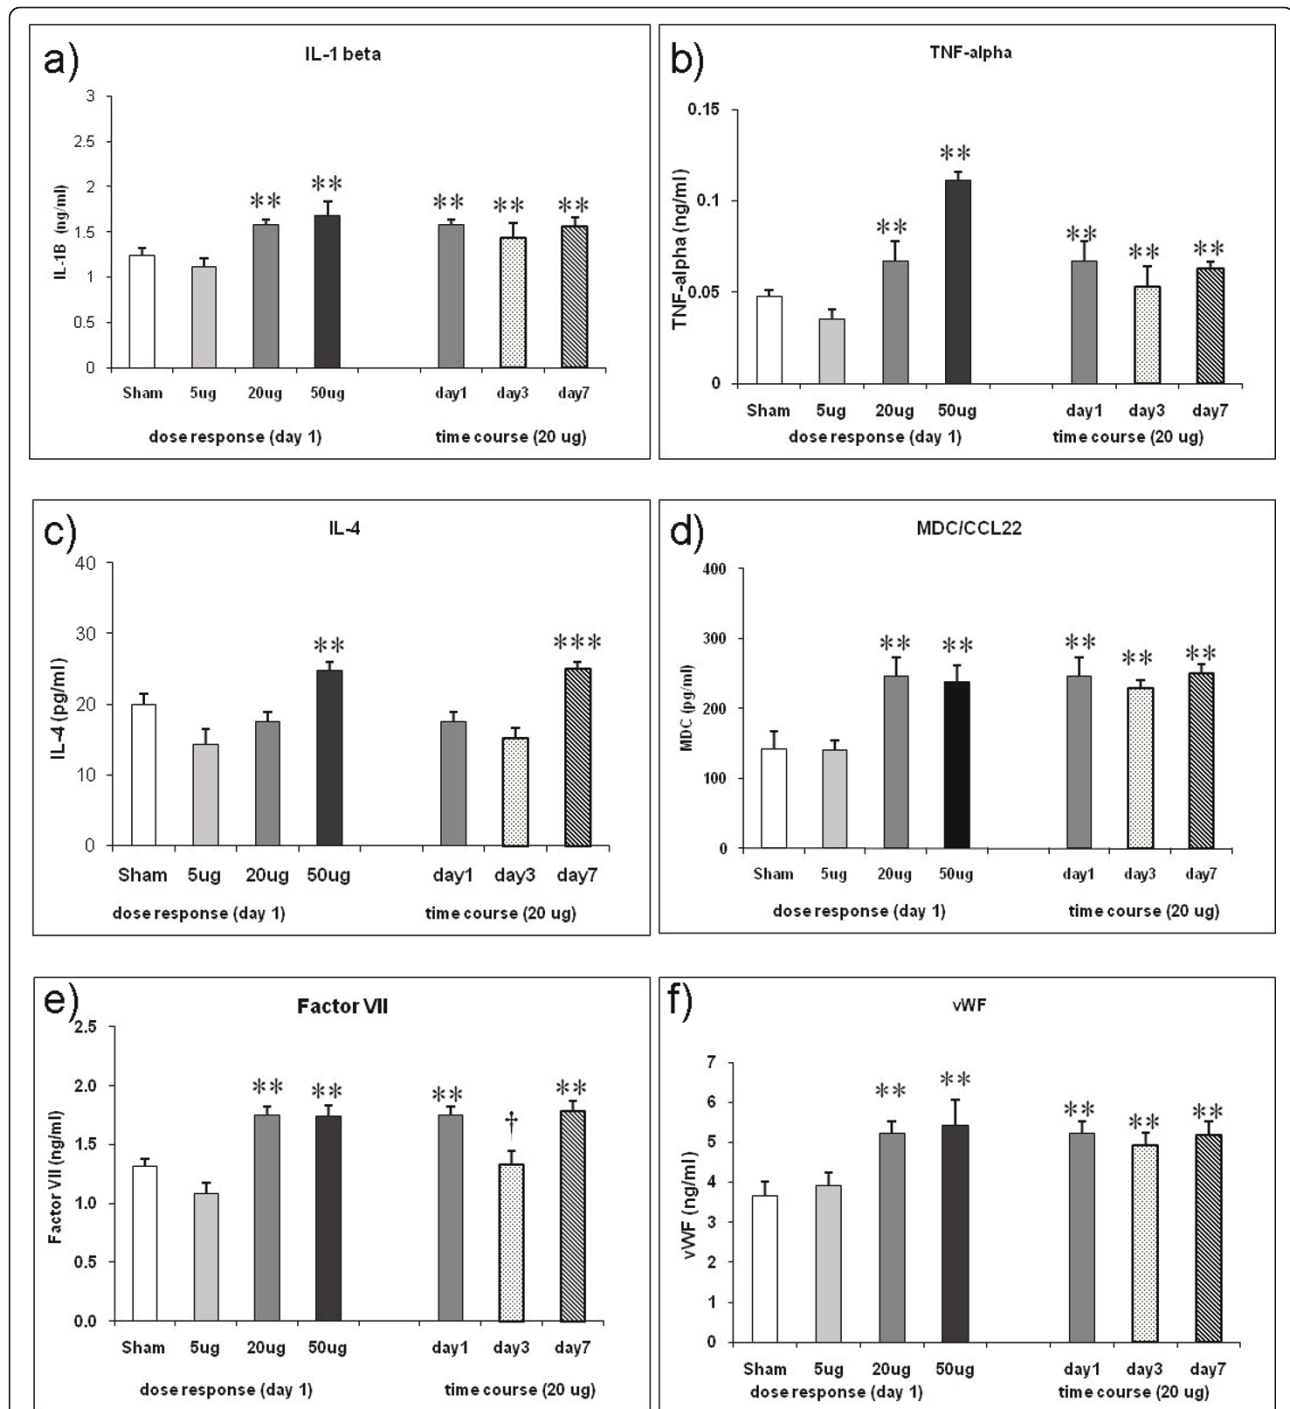 a)
IL-1 beta
IL-1B (ng/ml)
3
2.5
2
1.5
1
0.5
0
** ** ** ** **
Sham 5ug 20ug 50ug day1 day3 day7
dose response (day 1) time course (20 ug)
b)
TNF-alpha
TNF-alpha (ng/ml)
0.15
0.1
0.05
0
** ** ** ** **
Sham 5ug 20ug 50ug day1 day3 day7
dose response (day 1) time course (20 ug)
c)
IL-4
IL-4 (pg/ml)
40
30
20
10
0
** ***
Sham 5ug 20ug 50ug day1 day3 day7
dose response (day 1) time course (20 ug)
d)
MDC/CCL22
MDC (pg/ml)
400
300
200
100
0
** ** ** ** **
Sham 5ug 20ug 50ug day1 day3 day7
dose response (day 1) time course (20 ug)
e)
Factor VII
Factor VII (ng/ml)
2.5
2.0
1.5
1.0
0.5
0.0
** ** ** † **
Sham 5ug 20ug 50ug day1 day3 day7
dose response (day 1) time course (20 ug)
f)
vWF
vWF (ng/ml)
7
6
5
4
3
2
1
0
** ** ** ** **
Sham 5ug 20ug 50ug day1 day3 day7
dose response (day 1) time course (20 ug)